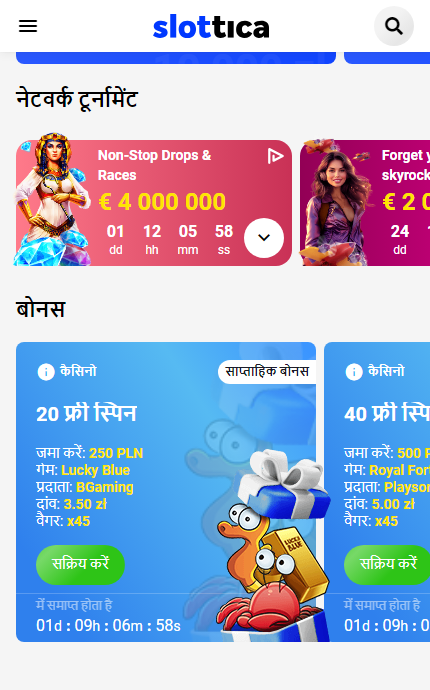 slottica
नेटवर्क टूर्नामेंट
Non-Stop Drops &
Races
€ 4 000 000
01 12 05 58
dd hh mm ss
Forget
skyrock
€ 2 0
24
dd
बोनस
कैसिनो
साप्ताहिक बोनस
20 फ्री स्पिन
जमा करें: 250 PLN
गेम: Lucky Blue
प्रदाता: BGaming
दांव: 3.50 zł
वैगर: x45
सक्रिय करें
में समाप्त होता है
01d : 09h : 06m : 58s
LUCKY BLUE
कैसिनो
40 फ्री स्पि
जमा करें: 500
गेम: Royal For
प्रदाता: Playso
दांव: 5.00 zł
वैगर: x45
सक्रिय करें
में समाप्त होता है
01d : 09h : 0